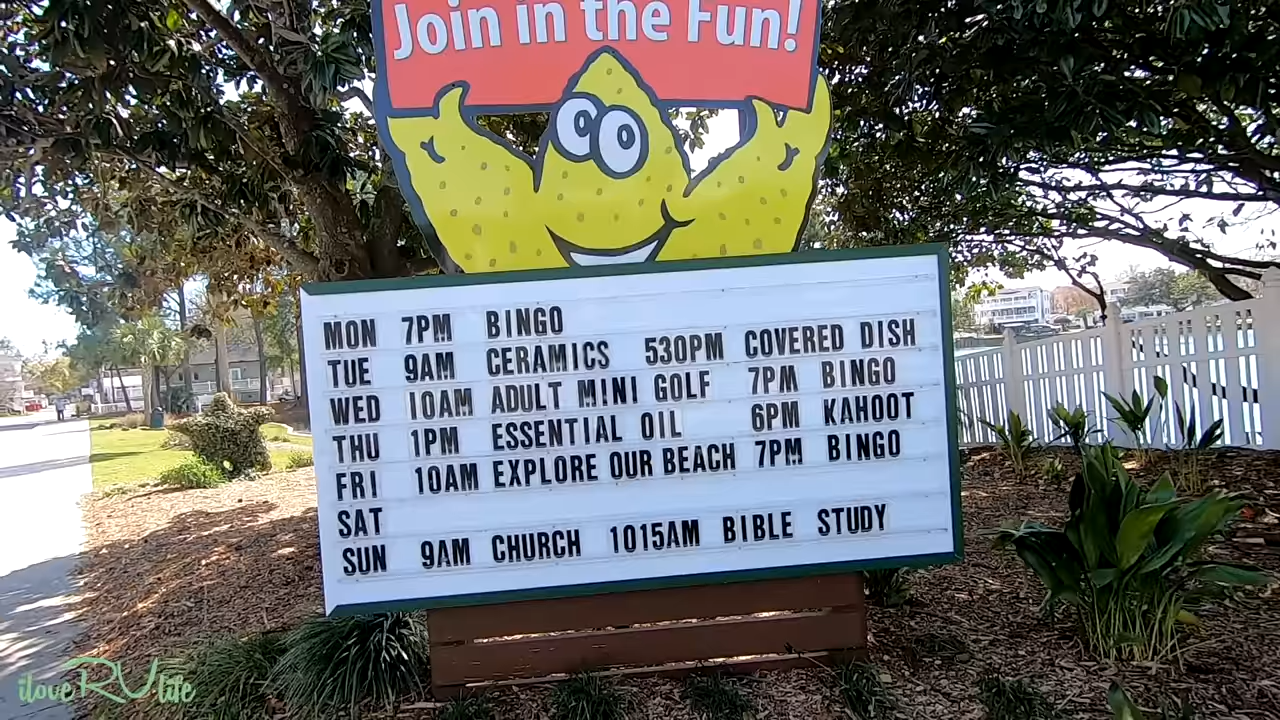 Join in the Fun!
MON 7PM BINGO
TUE 9AM CERAMICS 530PM COVERED DISH
WED 10AM ADULT MINI GOLF 7PM BINGO
THU 1PM ESSENTIAL OIL 6PM KAHOOT
FRI 10AM EXPLORE OUR BEACH 7PM BINGO
SAT
SUN 9AM CHURCH 1015AM BIBLE STUDY
iloveRVlife